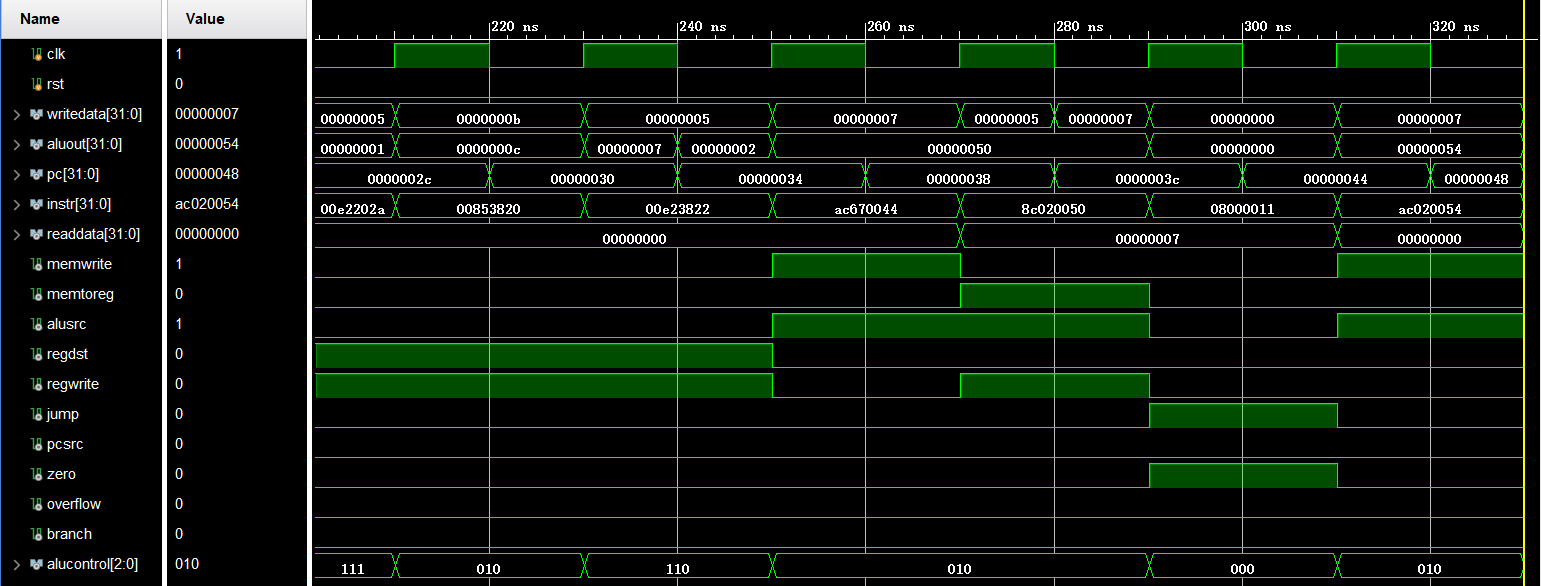 Name Value
220 ns 240 ns 260 ns 280 ns 300 ns 320 ns
clk 1
rst 0
writedata[31:0] 00000007 00000005 0000000b 00000005 00000007 00000005 00000007 00000000 00000007
aluout[31:0] 00000054 00000001 0000000c 00000007 00000002 00000050 00000000 00000054
pc[31:0] 00000048 0000002c 00000030 00000034 00000038 0000003c 00000044 00000048
instr[31:0] ac020054 00e2202a 00853820 00e23822 ac670044 8c020050 08000011 ac020054
readdata[31:0] 00000000 00000000 00000007 00000000
memwrite 1
memtoreg 0
alusrc 1
regdst 0
regwrite 0
jump 0
pcsrc 0
zero 0
overflow 0
branch 0
alucontrol[2:0] 010 111 010 110 010 000 010